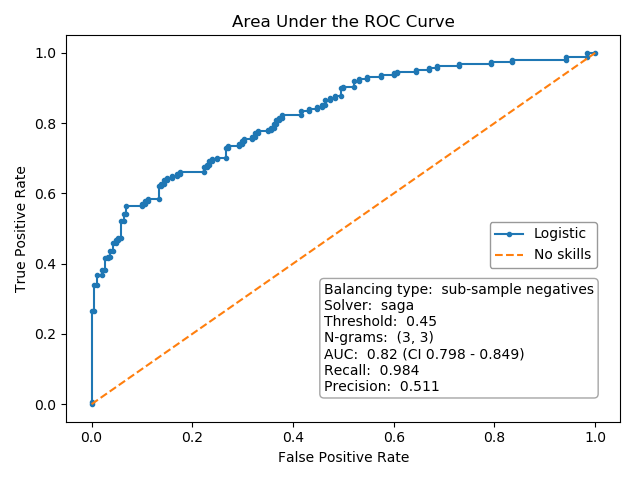 Area Under the ROC Curve
True Positive Rate
1.0
0.8
0.6
0.4
0.2
0.0
Logistic
No skills
Balancing type:  sub-sample negatives
Solver:  saga
Threshold:  0.45
N-grams:  (3, 3)
AUC:  0.82 (CI 0.798 - 0.849)
Recall:  0.984
Precision:  0.511
0.0 0.2 0.4 0.6 0.8 1.0
False Positive Rate